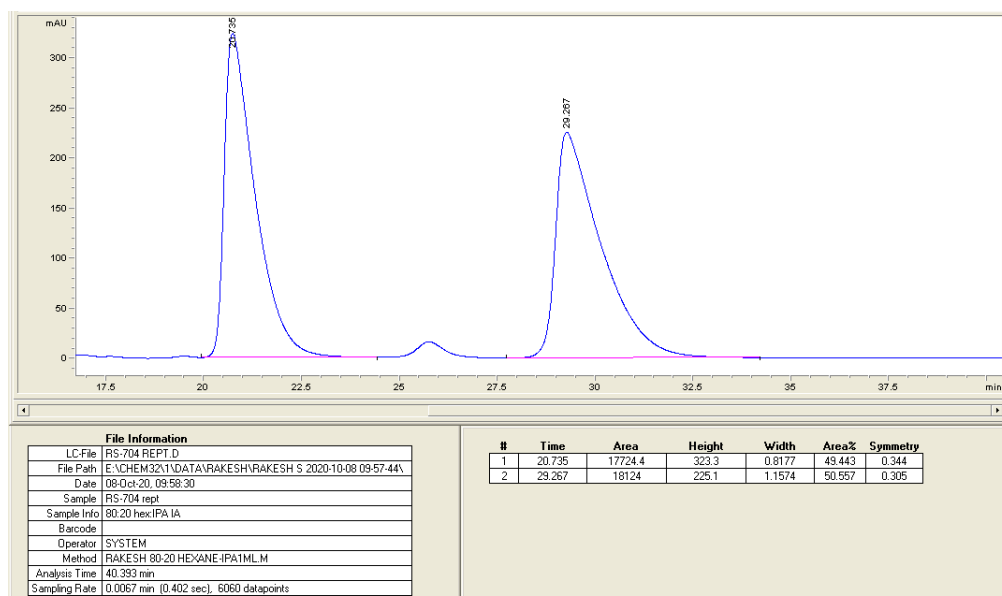 mAU
20.735
29.267
300
250
200
150
100
50
0
17.5 20 22.5 25 27.5 30 32.5 35 37.5 min
File Information
LC-File RS-704 REPT.D
File Path E:\CHEM32\1\DATA\RAKESH\RAKESH S 2020-10-08 09-57-44\
Date 08-Oct-20, 09:58:30
Sample RS-704 rept
Sample Info 80:20 hex:IPA IA
Barcode
Operator SYSTEM
Method RAKESH 80-20 HEXANE-IPA1ML.M
Analysis Time 40.393 min
Sampling Rate 0.0067 min (0.402 sec), 6060 datapoints
# Time Area Height Width Area% Symmetry
1 20.735 17724.4 323.3 0.8177 49.443 0.344
2 29.267 18124 225.1 1.1574 50.557 0.305